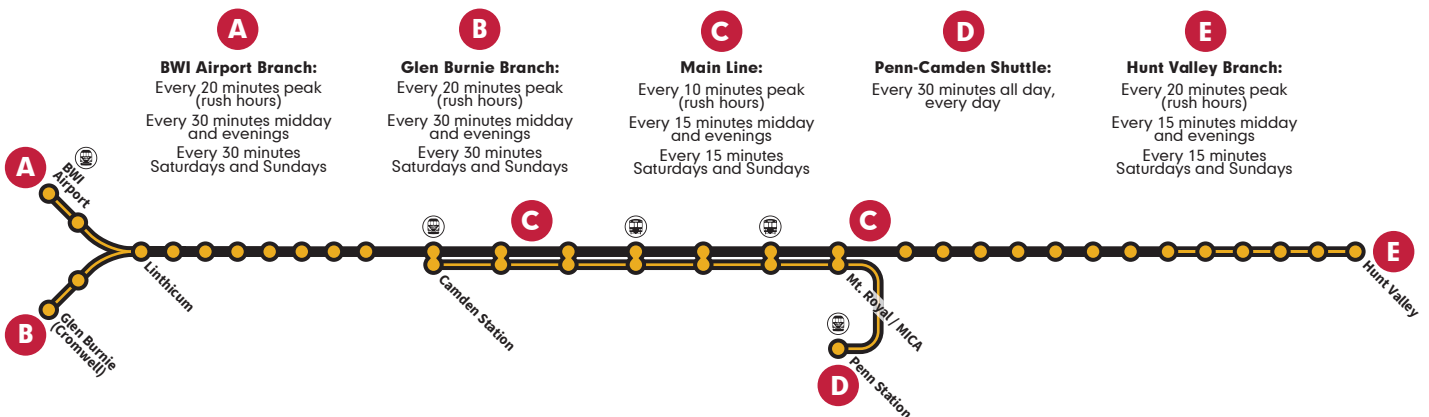 A
BWI Airport Branch:
Every 20 minutes peak
(rush hours)
Every 30 minutes midday
and evenings
Every 30 minutes
Saturdays and Sundays
B
Glen Burnie Branch:
Every 20 minutes peak
(rush hours)
Every 30 minutes midday
and evenings
Every 30 minutes
Saturdays and Sundays
C
Main Line:
Every 10 minutes peak
(rush hours)
Every 15 minutes midday
and evenings
Every 15 minutes
Saturdays and Sundays
D
Penn-Camden Shuttle:
Every 30 minutes all day,
every day
E
Hunt Valley Branch:
Every 20 minutes peak
(rush hours)
Every 15 minutes midday
and evenings
Every 15 minutes
Saturdays and Sundays
A
BWI
Airport
B
Glen Burnie
(Cromwell)
Linthicum
C
Camden Station
C
Mt. Royal / MICA
D
Penn Station
E
Hunt Valley